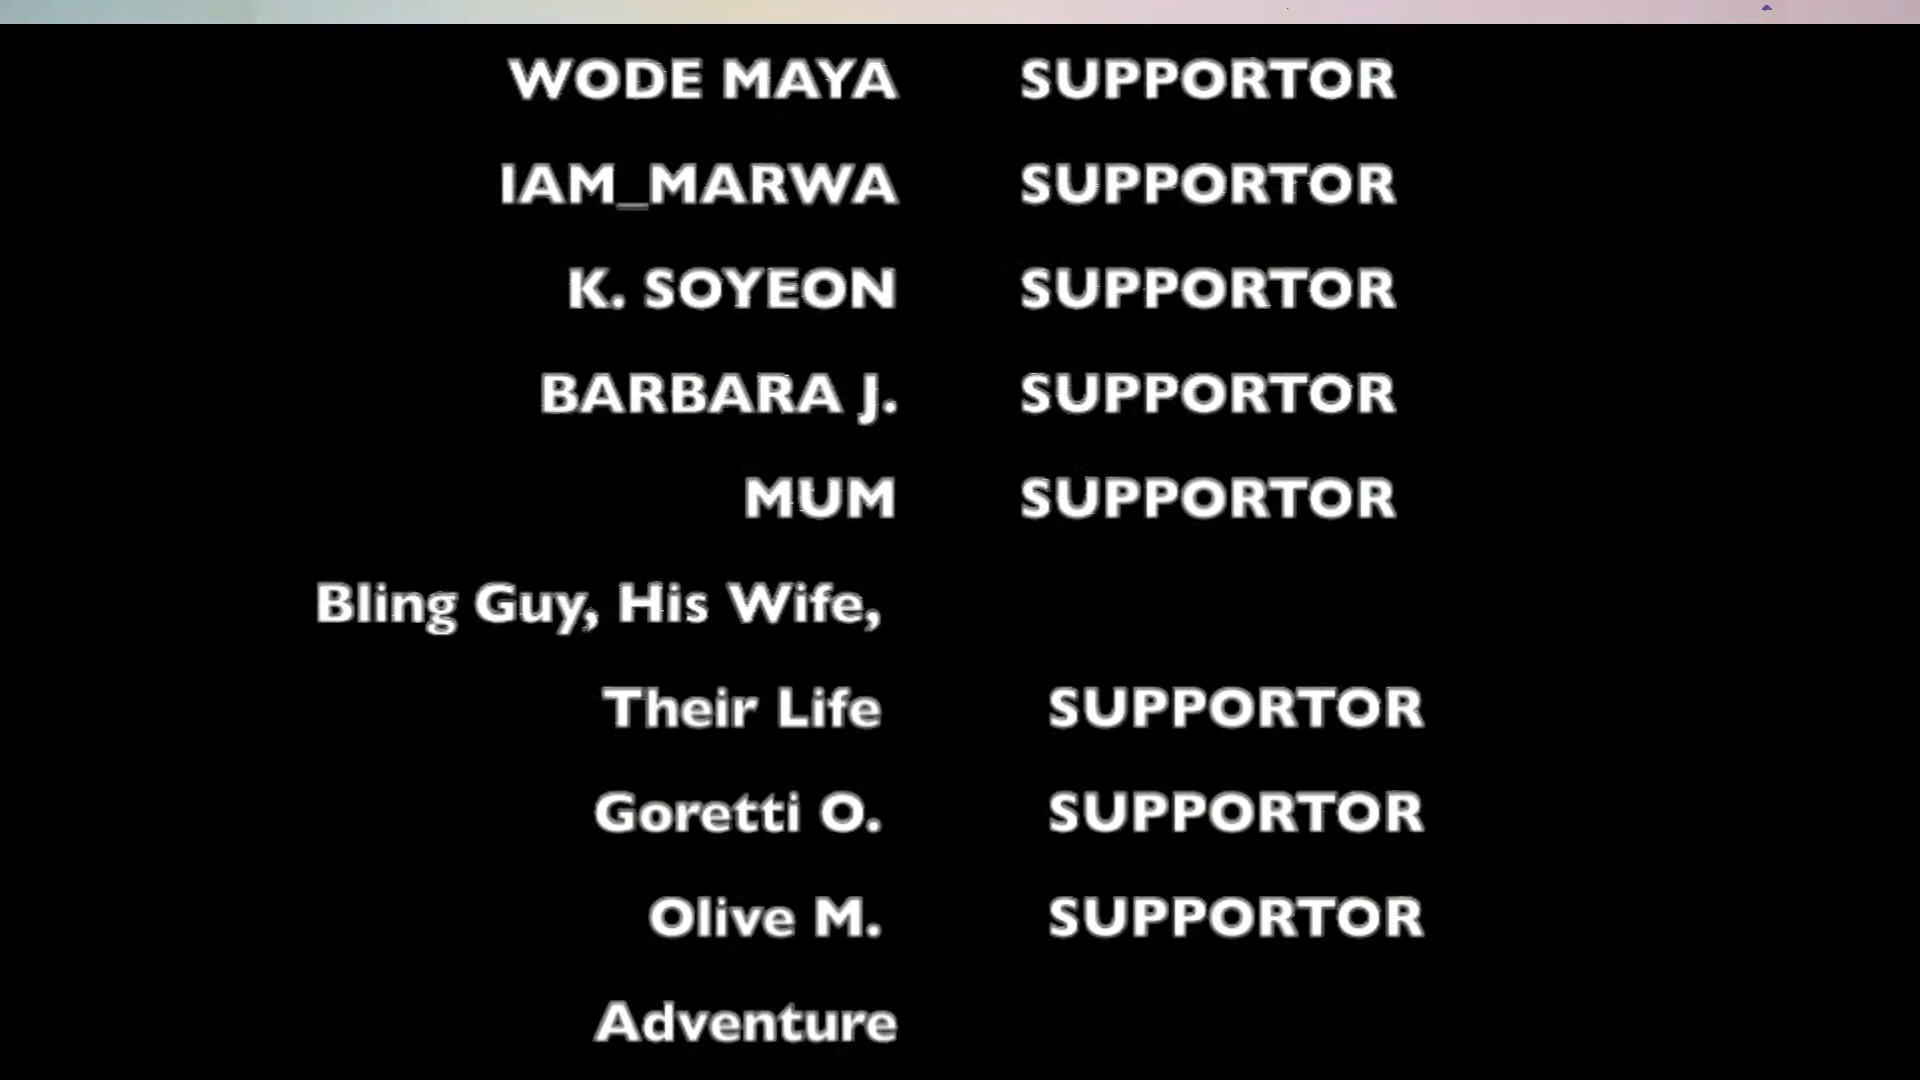 WODE MAYA SUPPORTOR
IAM_MARWA SUPPORTOR
K. SOYEON SUPPORTOR
BARBARA J. SUPPORTOR
MUM SUPPORTOR
Bling Guy, His Wife,
Their Life SUPPORTOR
Goretti O. SUPPORTOR
Olive M. SUPPORTOR
Adventure